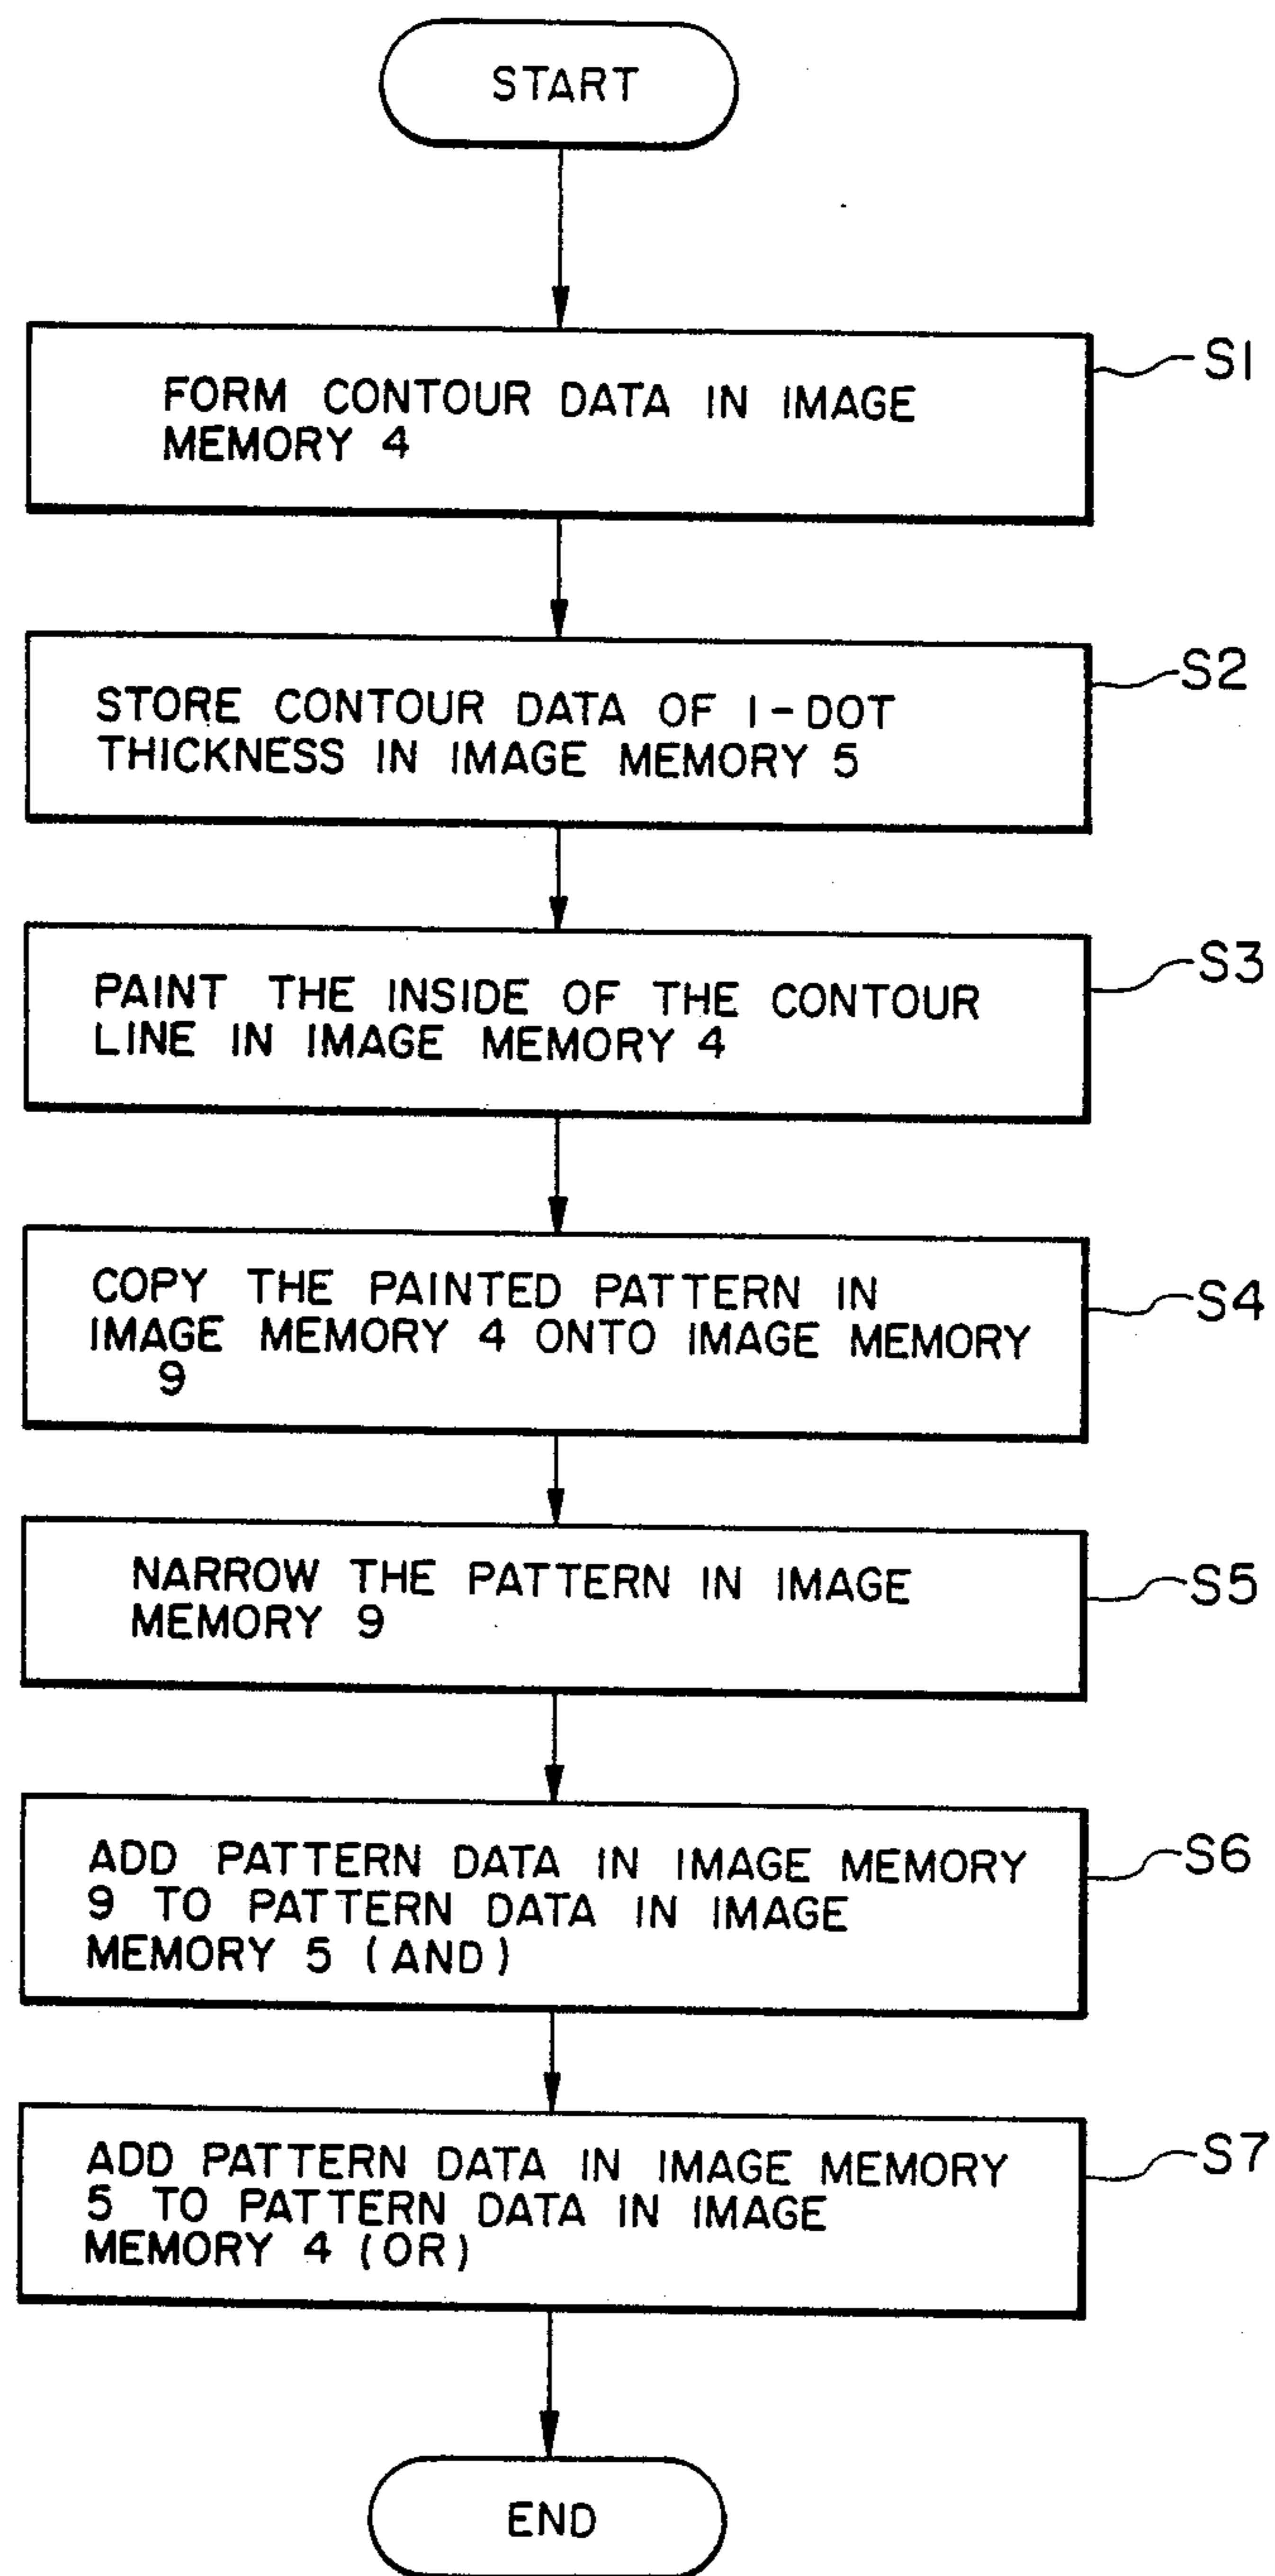 START
FORM CONTOUR DATA IN IMAGE
MEMORY 4
S1
STORE CONTOUR DATA OF 1-DOT
THICKNESS IN IMAGE MEMORY 5
S2
PAINT THE INSIDE OF THE CONTOUR
LINE IN IMAGE MEMORY 4
S3
COPY THE PAINTED PATTERN IN
IMAGE MEMORY 4 ONTO IMAGE MEMORY
9
S4
NARROW THE PATTERN IN IMAGE
MEMORY 9
S5
ADD PATTERN DATA IN IMAGE MEMORY
9 TO PATTERN DATA IN IMAGE
MEMORY 5 (AND)
S6
ADD PATTERN DATA IN IMAGE MEMORY
5 TO PATTERN DATA IN IMAGE
MEMORY 4 (OR)
S7
END